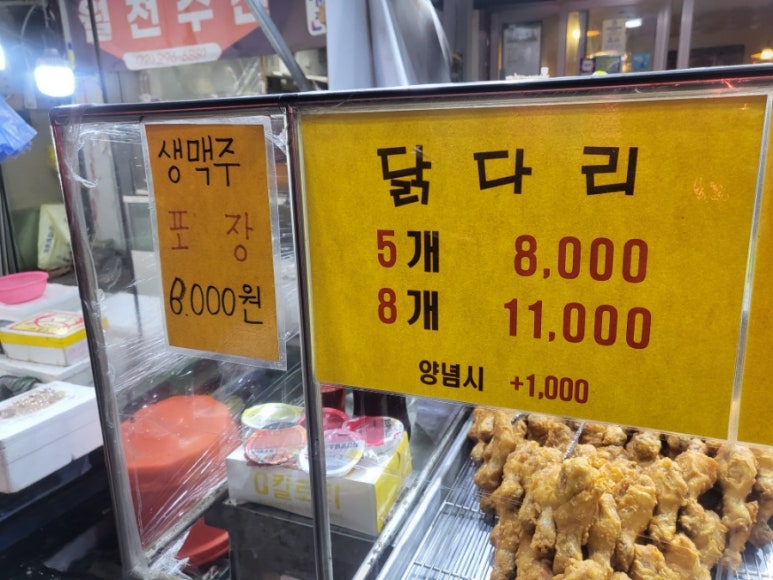 생맥주
포장
8.000원
닭다리
5개 8,000
8개 11,000
양념시 +1,000